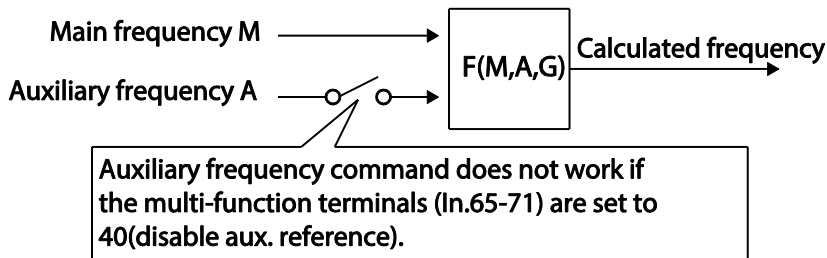 Main frequency M
Auxiliary frequency A
F(M,A,G)
Calculated frequency
Auxiliary frequency command does not work if
the multi-function terminals (In.65-71) are set to
40(disable aux. reference).